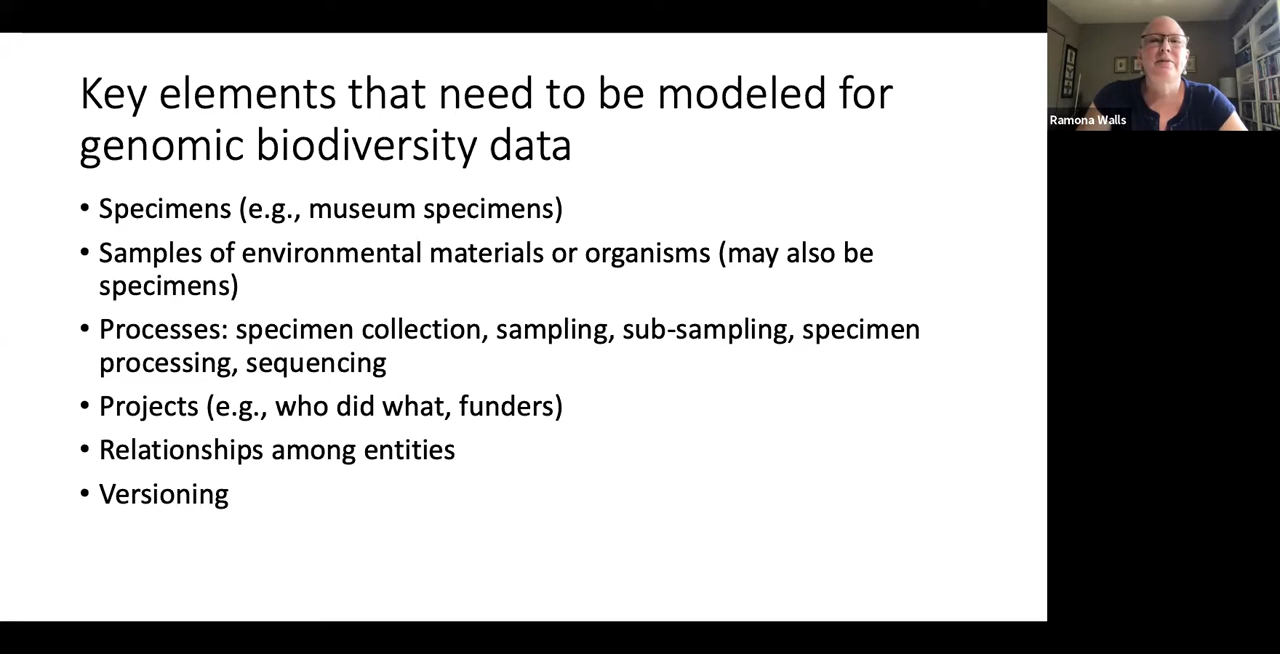 Key elements that need to be modeled for
genomic biodiversity data
• Specimens (e.g., museum specimens)
• Samples of environmental materials or organisms (may also be
specimens)
• Processes: specimen collection, sampling, sub-sampling, specimen
processing, sequencing
• Projects (e.g., who did what, funders)
• Relationships among entities
• Versioning
Ramona Walls